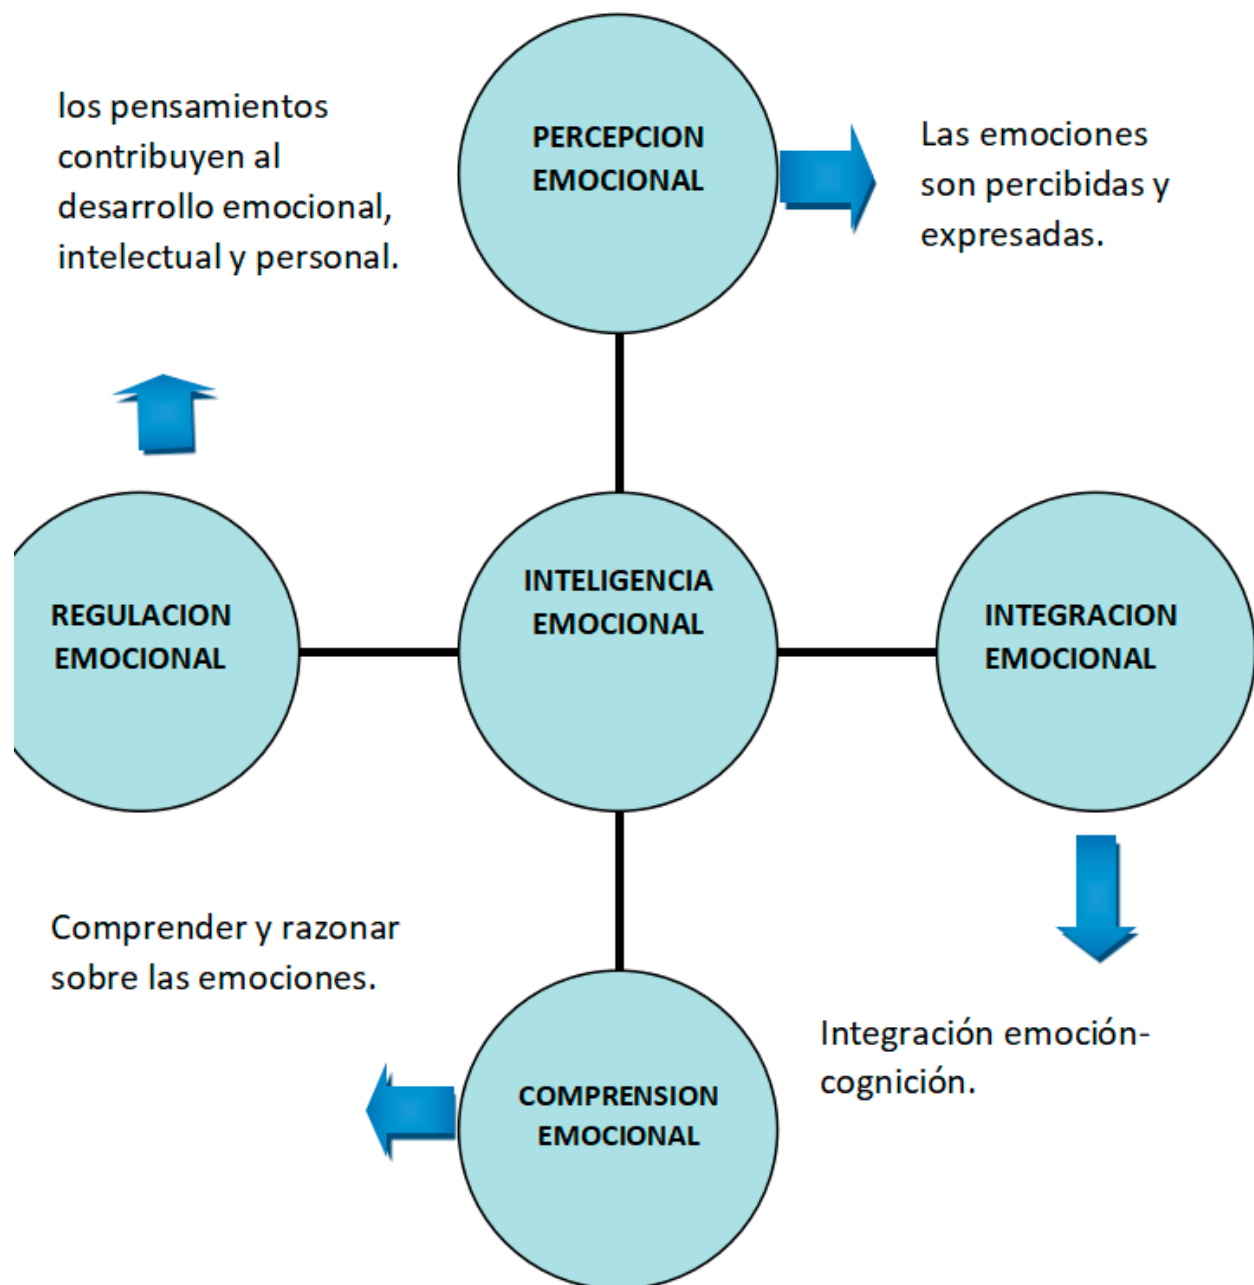 los pensamientos
contribuyen al
desarrollo emocional,
intelectual y personal.
PERCEPCION
EMOCIONAL
Las emociones
son percibidas y
expresadas.
REGULACION
EMOCIONAL
INTELIGENCIA
EMOCIONAL
INTEGRACION
EMOCIONAL
Comprender y razonar
sobre las emociones.
COMPRENSION
EMOCIONAL
Integración emoción-
cognición.